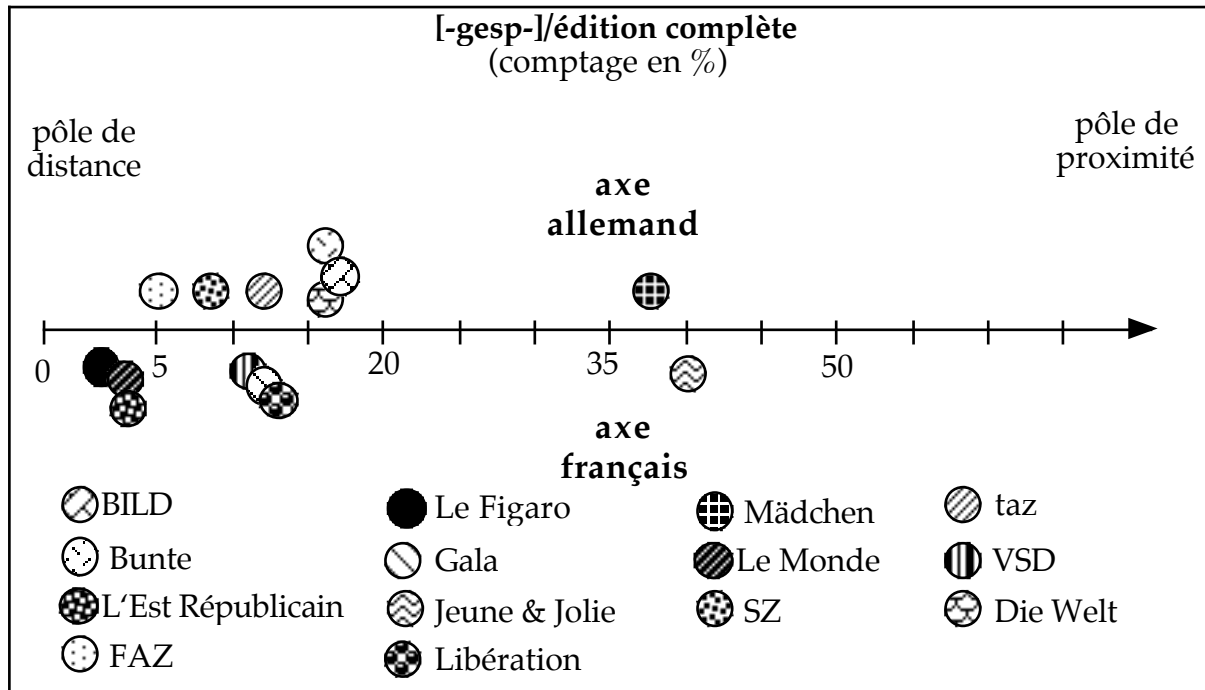 [-gesp-]/édition complète
(comptage en %)
pôle de
distance
pôle de
proximité
axe
allemand
0
5
20
35
50
axe
français
BILD
Le Figaro
Mädchen
taz
Bunte
Gala
Le Monde
VSD
L‘Est Républicain
Jeune & Jolie
SZ
Die Welt
FAZ
Libération